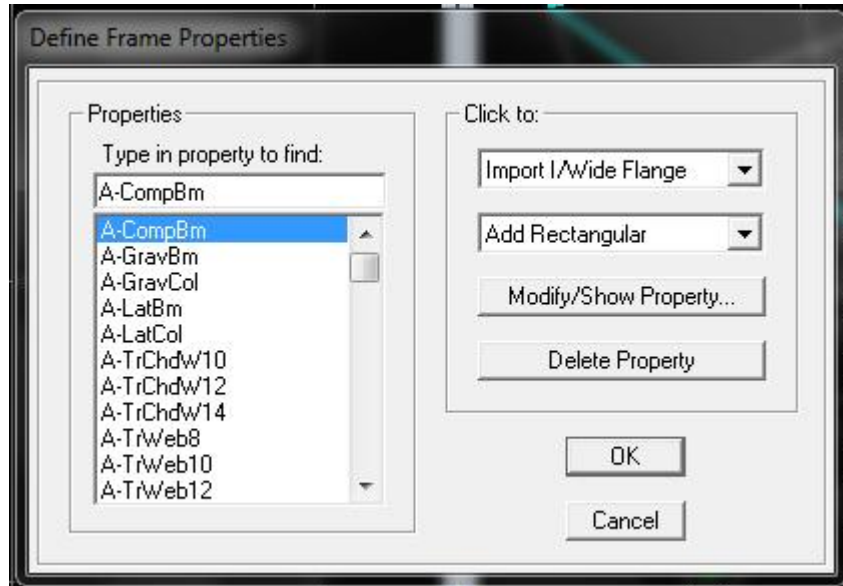 Define Frame Properties
Properties
Type in property to find:
A-CompBm
A-CompBm
A-GravBm
A-GravCol
A-LatBm
A-LatCol
A-TrChdW10
A-TrChdW12
A-TrChdW14
A-TrWeb8
A-TrWeb10
A-TrWeb12
Click to:
Import I/Wide Flange
Add Rectangular
Modify/Show Property...
Delete Property
OK
Cancel